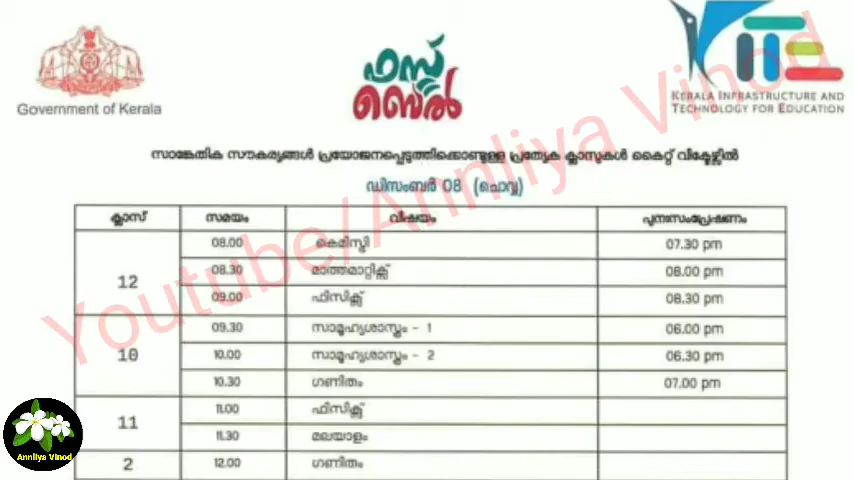 Government of Kerala
ഫസ്റ്റ്
ബെൽ
KITE
KERALA INFRASTRUCTURE AND
TECHNOLOGY FOR EDUCATION
സാങ്കേതിക സൗകര്യങ്ങൾ പ്രയോജനപ്പെടുത്തിക്കൊണ്ടുള്ള പ്രത്യേക ക്ലാസുകൾ കൈറ്റ് വിക്ടേഴ്സിൽ
ഡിസംബർ 08 (ചൊവ്വ)
ക്ലാസ് സമയം വിഷയം പുനഃസംപ്രേഷണം
12 08.00 കെമിസ്ട്രി 07.30 pm
08.30 മാത്തമാറ്റിക്സ് 08.00 pm
09.00 ഫിസിക്സ് 08.30 pm
10 09.30 സാമൂഹ്യശാസ്ത്രം - 1 06.00 pm
10.00 സാമൂഹ്യശാസ്ത്രം - 2 06.30 pm
10.30 ഗണിതം 07.00 pm
11 11.00 ഫിസിക്സ്
11.30 മലയാളം
2 12.00 ഗണിതം
Youtube/Annliya Vinod
Annliya Vinod